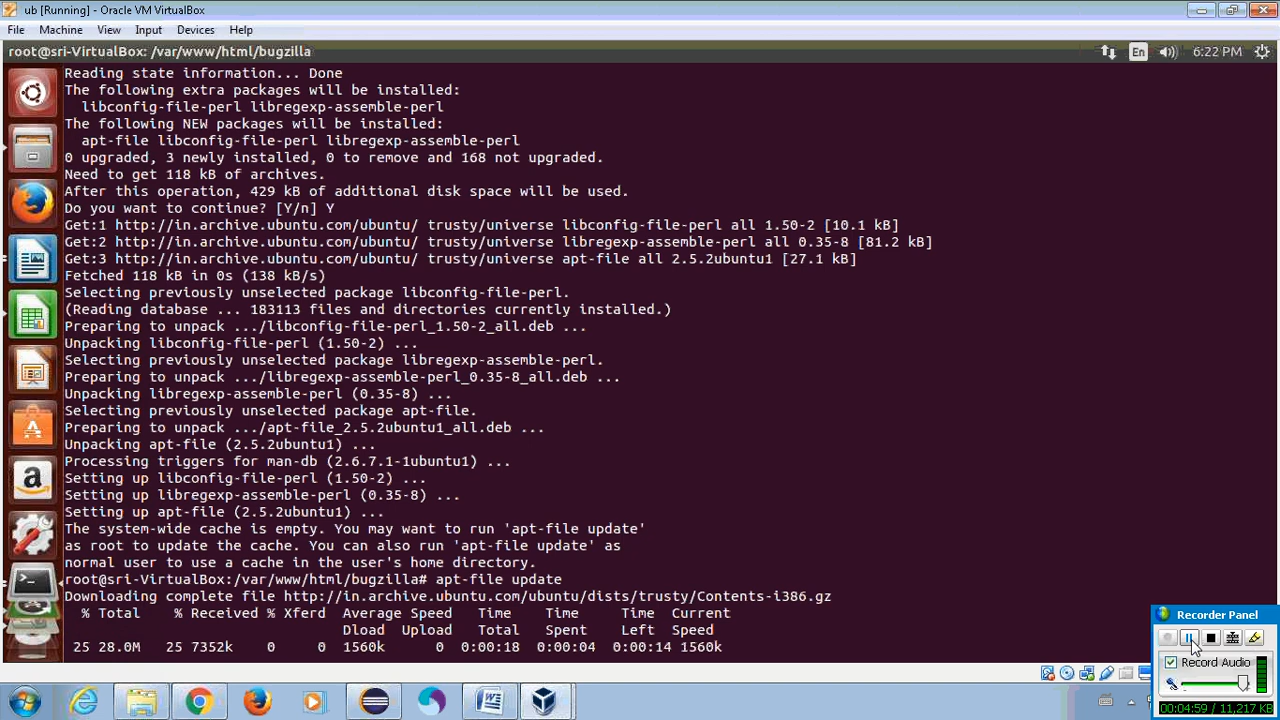 ub [Running] - Oracle VM VirtualBox
File Machine View Input Devices Help
root@sri-VirtualBox: /var/www/html/bugzilla En 6:22 PM
Reading state information... Done
The following extra packages will be installed:
libconfig-file-perl libregexp-assemble-perl
The following NEW packages will be installed:
apt-file libconfig-file-perl libregexp-assemble-perl
0 upgraded, 3 newly installed, 0 to remove and 168 not upgraded.
Need to get 118 kB of archives.
After this operation, 429 kB of additional disk space will be used.
Do you want to continue? [Y/n] Y
Get:1 http://in.archive.ubuntu.com/ubuntu/ trusty/universe libconfig-file-perl all 1.50-2 [10.1 kB]
Get:2 http://in.archive.ubuntu.com/ubuntu/ trusty/universe libregexp-assemble-perl all 0.35-8 [81.2 kB]
Get:3 http://in.archive.ubuntu.com/ubuntu/ trusty/universe apt-file all 2.5.2ubuntu1 [27.1 kB]
Fetched 118 kB in 0s (138 kB/s)
Selecting previously unselected package libconfig-file-perl.
(Reading database ... 183113 files and directories currently installed.)
Preparing to unpack .../libconfig-file-perl_1.50-2_all.deb ...
Unpacking libconfig-file-perl (1.50-2) ...
Selecting previously unselected package libregexp-assemble-perl.
Preparing to unpack .../libregexp-assemble-perl_0.35-8_all.deb ...
Unpacking libregexp-assemble-perl (0.35-8) ...
Selecting previously unselected package apt-file.
Preparing to unpack .../apt-file_2.5.2ubuntu1_all.deb ...
Unpacking apt-file (2.5.2ubuntu1) ...
Processing triggers for man-db (2.6.7.1-1ubuntu1) ...
Setting up libconfig-file-perl (1.50-2) ...
Setting up libregexp-assemble-perl (0.35-8) ...
Setting up apt-file (2.5.2ubuntu1) ...
The system-wide cache is empty. You may want to run 'apt-file update'
as root to update the cache. You can also run 'apt-file update' as
normal user to use a cache in the user's home directory.
root@sri-VirtualBox:/var/www/html/bugzilla# apt-file update
Downloading complete file http://in.archive.ubuntu.com/ubuntu/dists/trusty/Contents-i386.gz
% Total % Received % Xferd Average Speed Time Time Time Current
Dload Upload Total Spent Left Speed
25 28.0M 25 7352k 0 0 1560k 0 0:00:18 0:00:04 0:00:14 1560k
Recorder Panel
Record Audio
00:04:59 / 11,217 KB